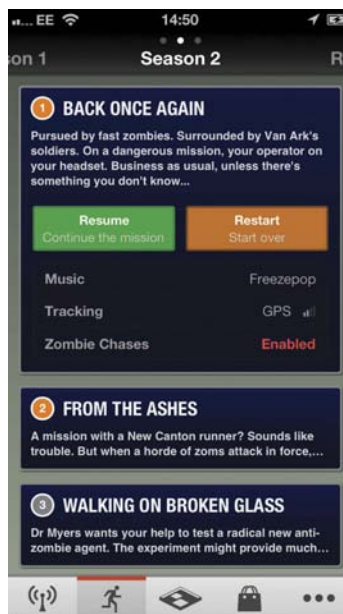 EE 14:50
on 1 Season 2 R
1 BACK ONCE AGAIN
Pursued by fast zombies. Surrounded by Van Ark's
soldiers. On a dangerous mission, your operator on
your headset. Business as usual, unless there's
something you don't know...
Resume Restart
Continue the mission Start over
Music Freezepop
Tracking GPS
Zombie Chases Enabled
2 FROM THE ASHES
A mission with a New Canton runner? Sounds like
trouble. But when a horde of zoms attack in force,...
3 WALKING ON BROKEN GLASS
Dr Myers wants your help to test a radical new anti-
zombie agent. The experiment might provide much...